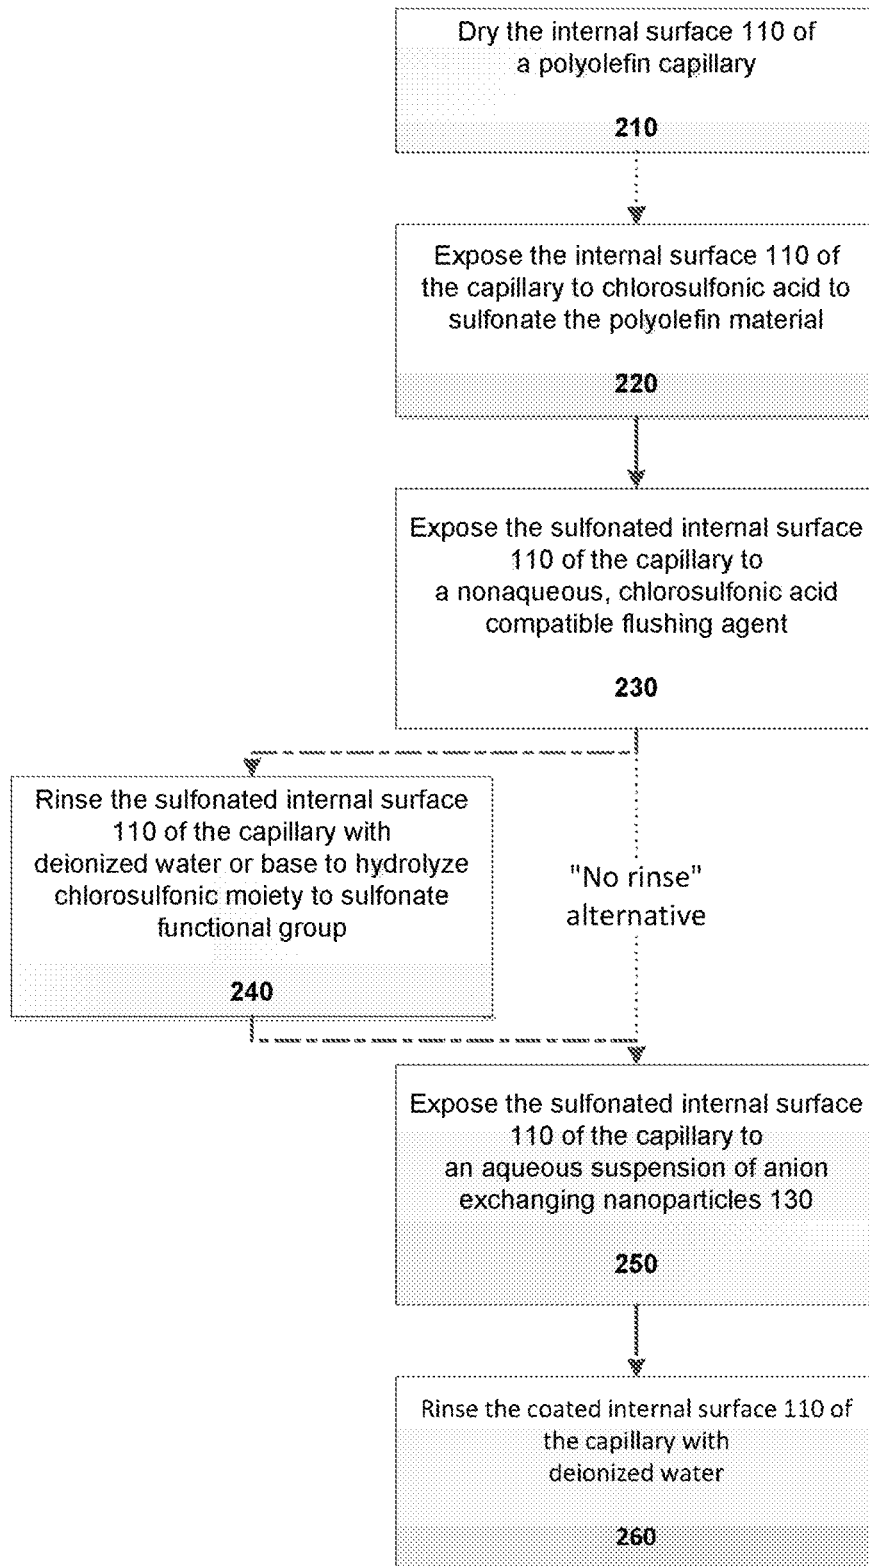 Dry the internal surface 110 of
a polyolefin capillary
210
Expose the internal surface 110 of
the capillary to chlorosulfonic acid to
sulfonate the polyolefin material
220
Expose the sulfonated internal surface
110 of the capillary to
a nonaqueous, chlorosulfonic acid
compatible flushing agent
230
Rinse the sulfonated internal surface
110 of the capillary with
deionized water or base to hydrolyze
chlorosulfonic moiety to sulfonate
functional group
240
"No rinse"
alternative
Expose the sulfonated internal surface
110 of the capillary to
an aqueous suspension of anion
exchanging nanoparticles 130
250
Rinse the coated internal surface 110 of
the capillary with
deionized water
260